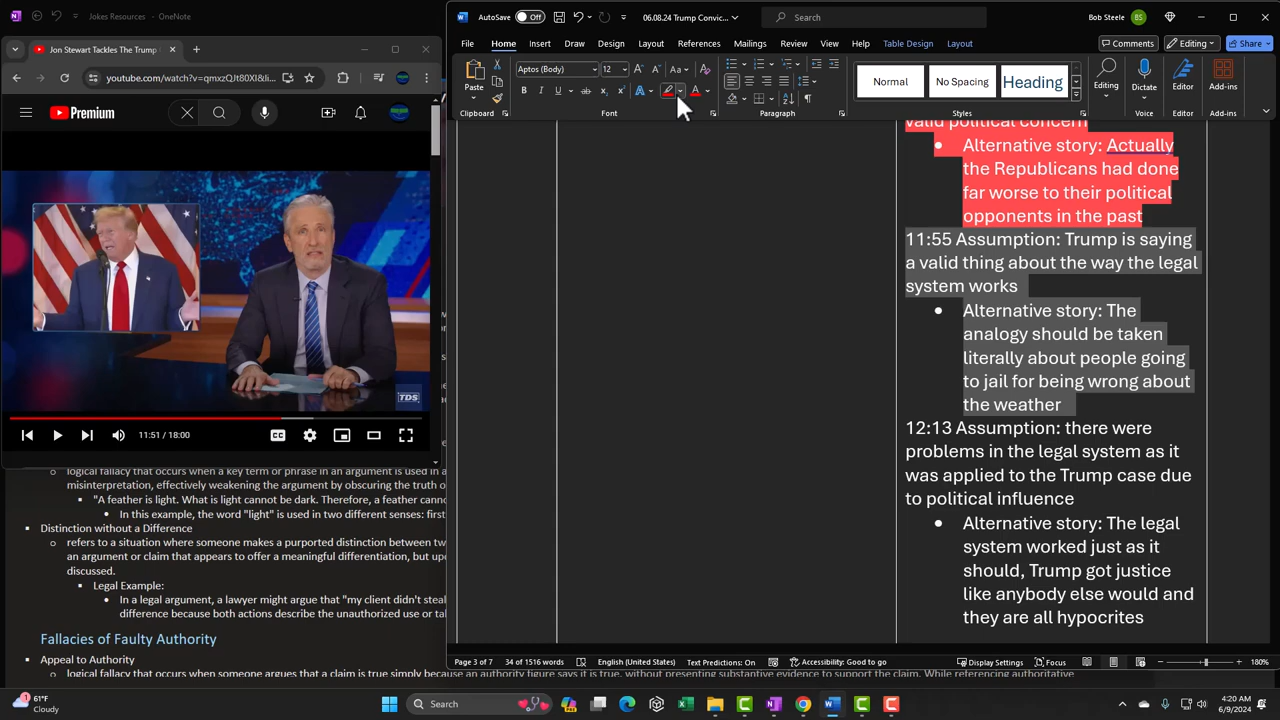 Jokes Resources - OneNote
AutoSave
Off
06.08.24 Trump Convic...
Search
Bob Steele
BS
Jon Stewart Tackles The Trump
File
Home
Insert
Draw
Design
Layout
References
Mailings
Review
View
Help
Table Design
Layout
Comments
Editing
Share
youtube.com/watch?v=qmxzQJt80XI&li...
Paste
Aptos (Body)
12
Normal
No Spacing
Heading
Editing
Dictate
Editor
Add-ins
Clipboard
Font
Paragraph
Styles
Voice
Editor
Add-ins
Premium
valid political concern
• Alternative story: Actually
the Republicans had done
far worse to their political
opponents in the past
11:55 Assumption: Trump is saying
a valid thing about the way the legal
system works
• Alternative story: The
analogy should be taken
literally about people going
to jail for being wrong about
the weather
12:13 Assumption: there were
problems in the legal system as it
was applied to the Trump case due
to political influence
• Alternative story: The legal
system worked just as it
should, Trump got justice
like anybody else would and
they are all hypocrites
TDS
11:51 / 18:00
logical fallacy that occurs when a key term or phrase in an argument is used in a
misinterpretation, effectively weakening the argument by obscuring the truth o
"A feather is light. What is light cannot be dark. Therefore, a feather cannot
In this example, the word "light" is used in two different senses: first
Distinction without a Difference
refers to a situation where someone makes a purported distinction between tw
an argument or claim that appears to offer a meaningful differentiation, but upo
discussed.
Legal Example:
In a legal argument, a lawyer might argue that "my client didn't steal
difference because both actions describe the unauthorized use or tak
Fallacies of Faulty Authority
Appeal to Authority
logical fallacy that occurs when someone argues that a claim is true simply because an authority figure says it is true, without presenting substantive evidence to support the claim. While referencing authoritative
Page 3 of 7
34 of 1516 words
English (United States)
Text Predictions: On
Accessibility: Good to go
Display Settings
Focus
180%
61°F
Cloudy
Search
4:20 AM
6/9/2024